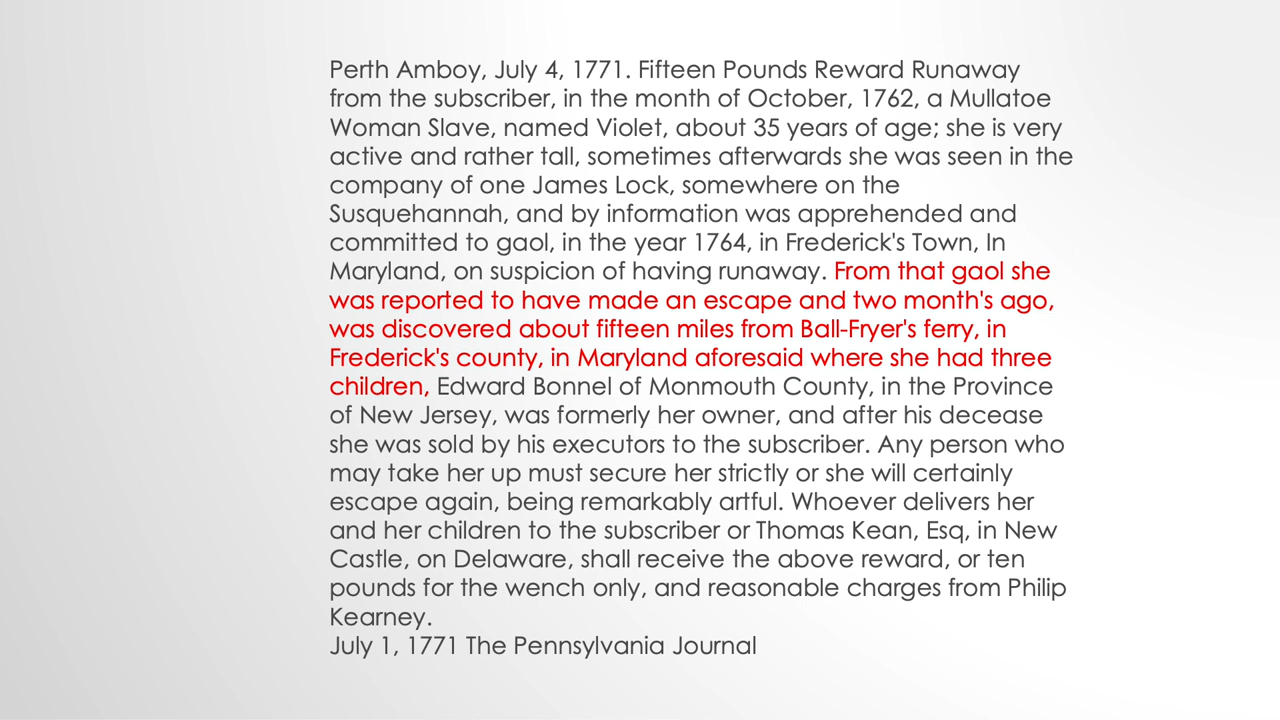 Perth Amboy, July 4, 1771. Fifteen Pounds Reward Runaway
from the subscriber, in the month of October, 1762, a Mullatoe
Woman Slave, named Violet, about 35 years of age; she is very
active and rather tall, sometimes afterwards she was seen in the
company of one James Lock, somewhere on the
Susquehannah, and by information was apprehended and
committed to gaol, in the year 1764, in Frederick's Town, In
Maryland, on suspicion of having runaway. From that gaol she
was reported to have made an escape and two month's ago,
was discovered about fifteen miles from Ball-Fryer's ferry, in
Frederick's county, in Maryland aforesaid where she had three
children, Edward Bonnel of Monmouth County, in the Province
of New Jersey, was formerly her owner, and after his decease
she was sold by his executors to the subscriber. Any person who
may take her up must secure her strictly or she will certainly
escape again, being remarkably artful. Whoever delivers her
and her children to the subscriber or Thomas Kean, Esq, in New
Castle, on Delaware, shall receive the above reward, or ten
pounds for the wench only, and reasonable charges from Philip
Kearney.
July 1, 1771 The Pennsylvania Journal